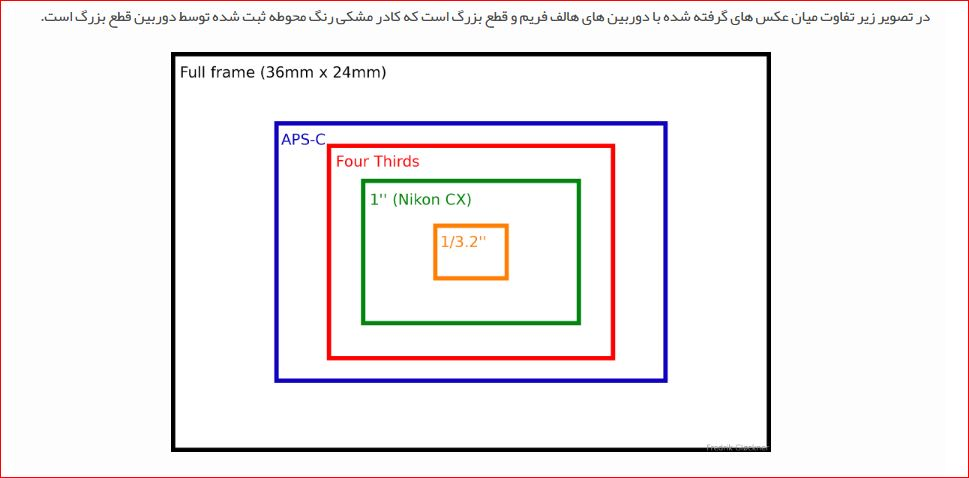 در تصویر زیر تفاوت میان عکس های گرفته شده با دوربین های هالف فریم و قطع بزرگ است که کادر مشکی رنگ محوطه ثبت شده توسط دوربین قطع بزرگ است.
Full frame (36mm x 24mm)
APS-C
Four Thirds
1'' (Nikon CX)
1/3.2''